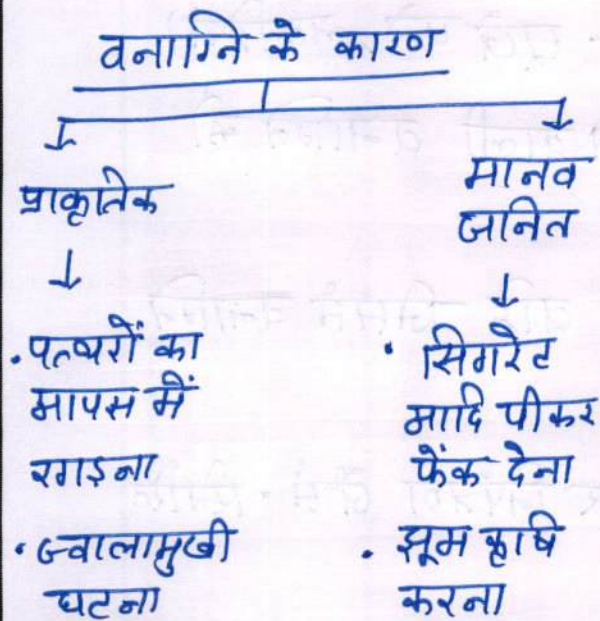 वनाग्नि के कारण
प्राकृतिक
• पत्थरों का
आपस में
रगड़ना
• ज्वालामुखी
घटना
मानव
जनित
• सिगरेट
आदि पीकर
फेंक देना
• झूम कृषि
करना